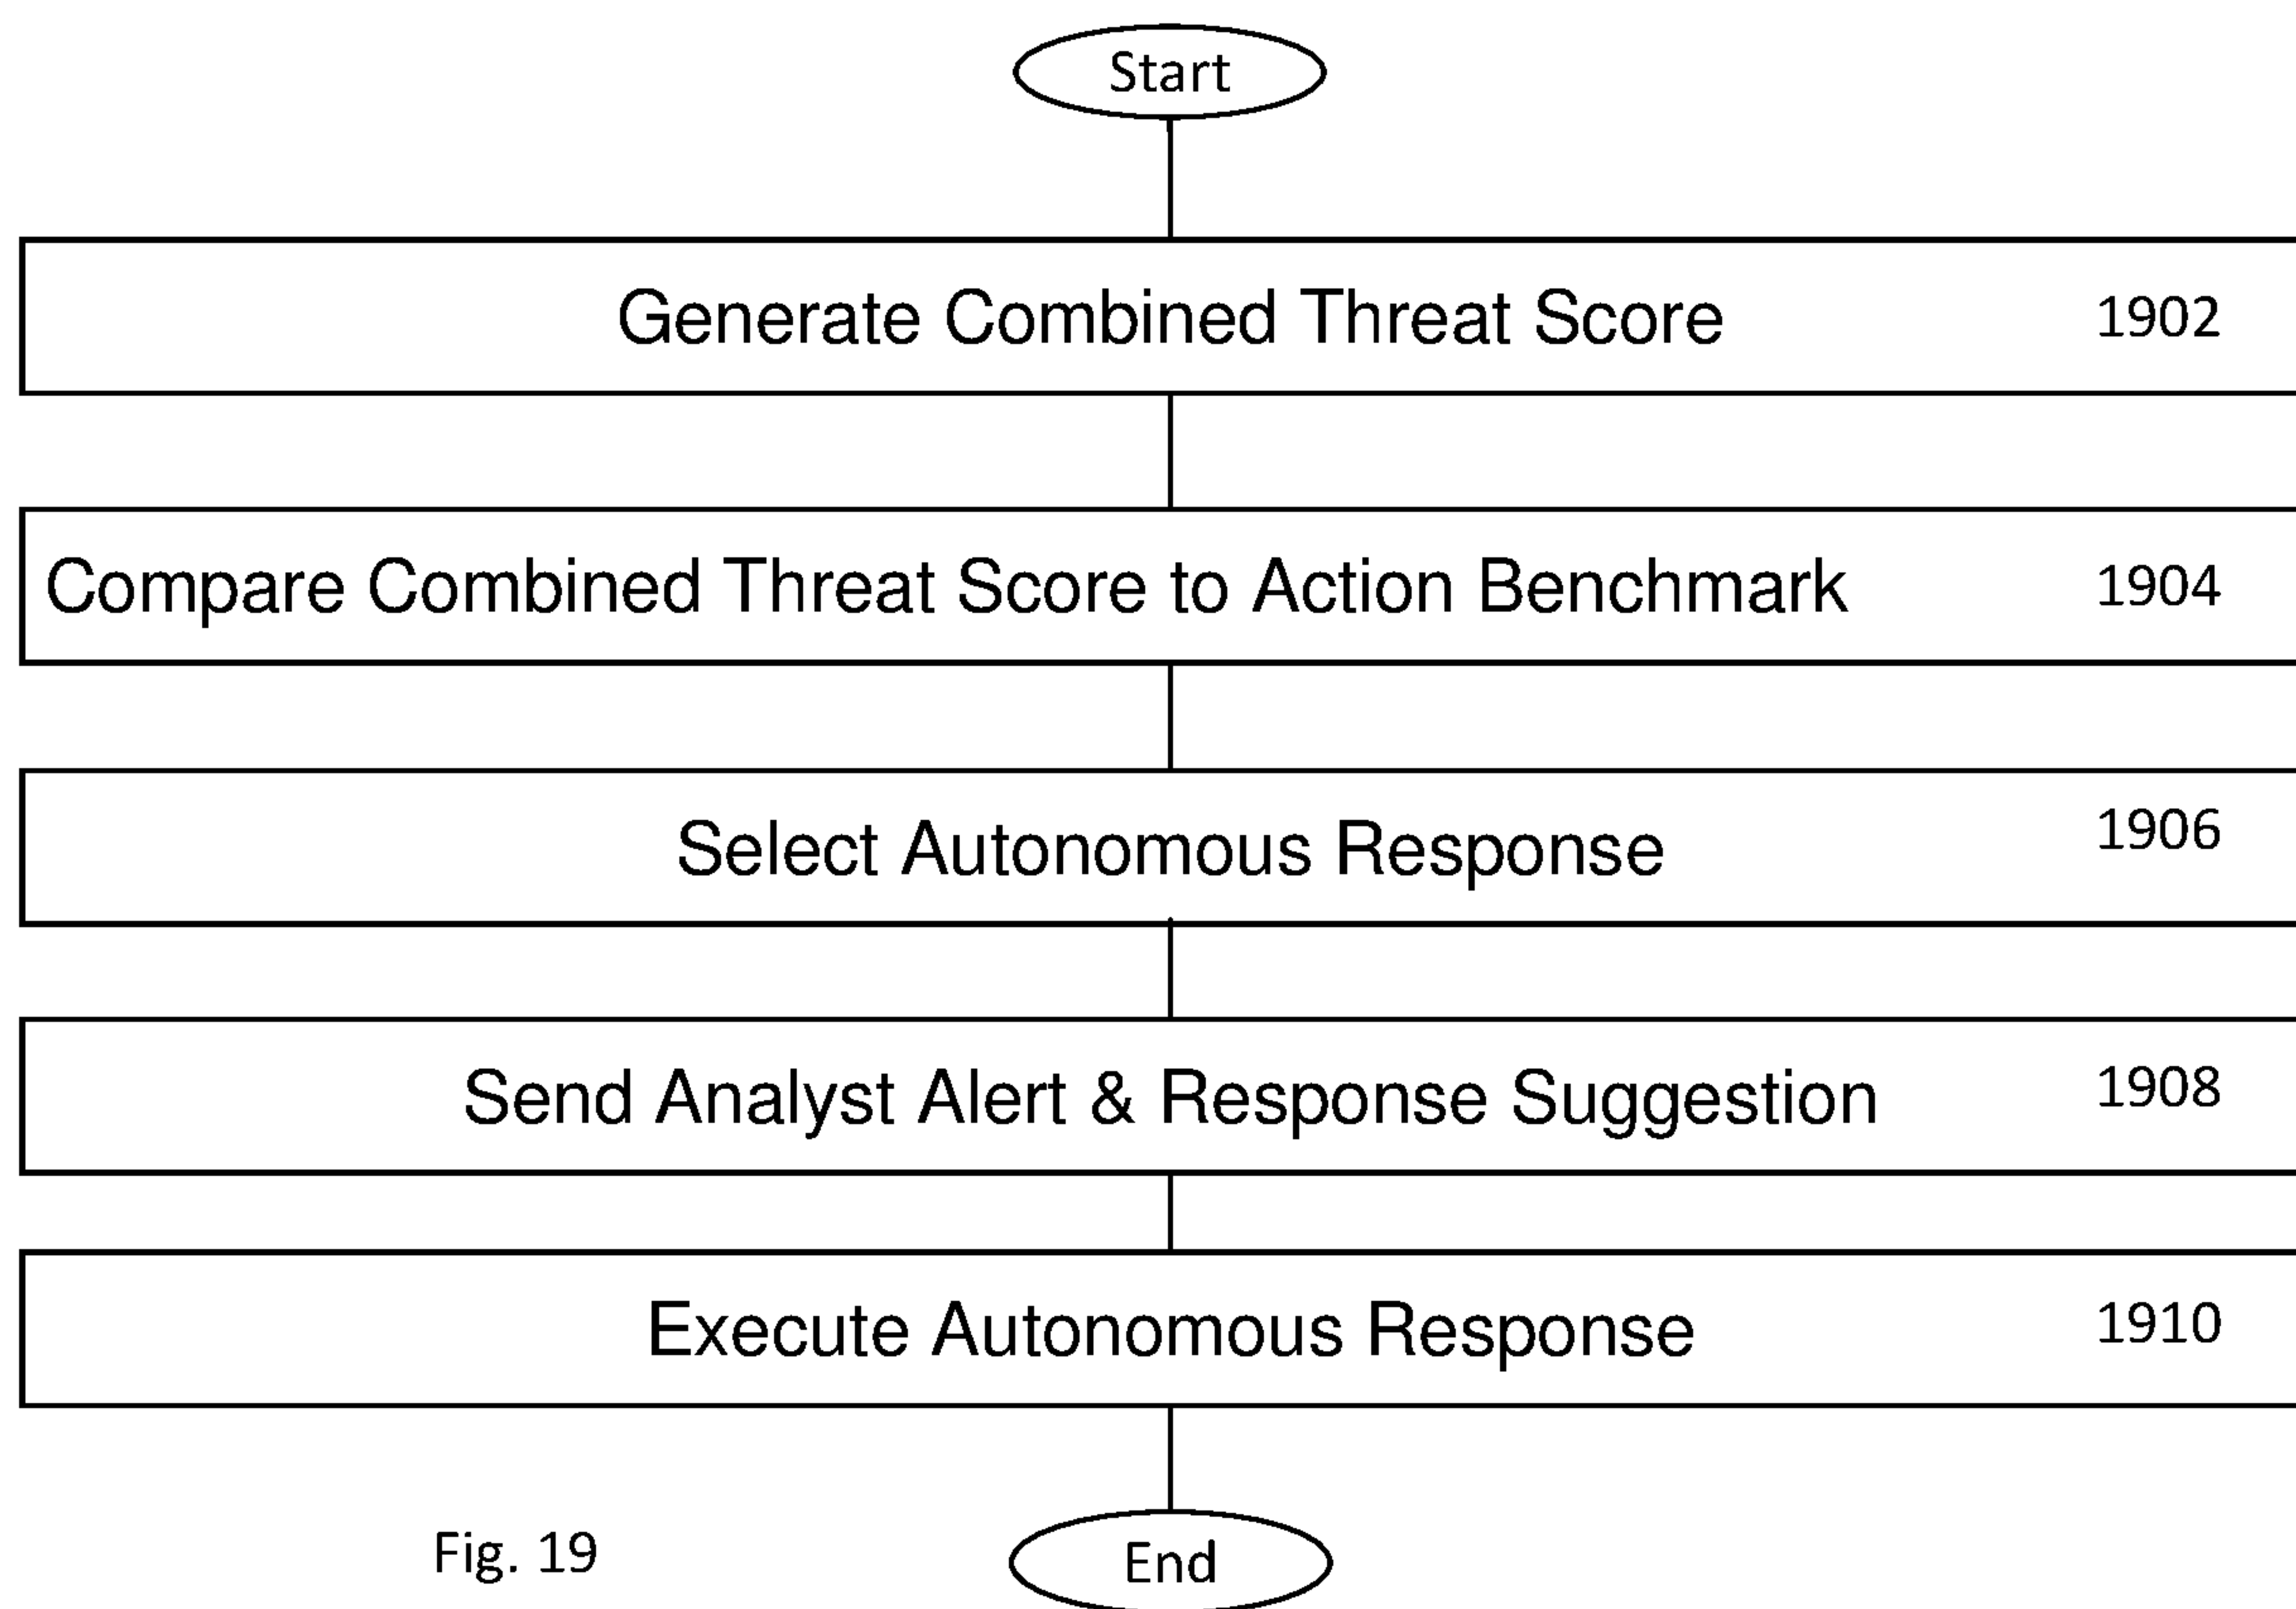 Start
Generate Combined Threat Score 1902
Compare Combined Threat Score to Action Benchmark 1904
Select Autonomous Response 1906
Send Analyst Alert & Response Suggestion 1908
Execute Autonomous Response 1910
Fig. 19
End